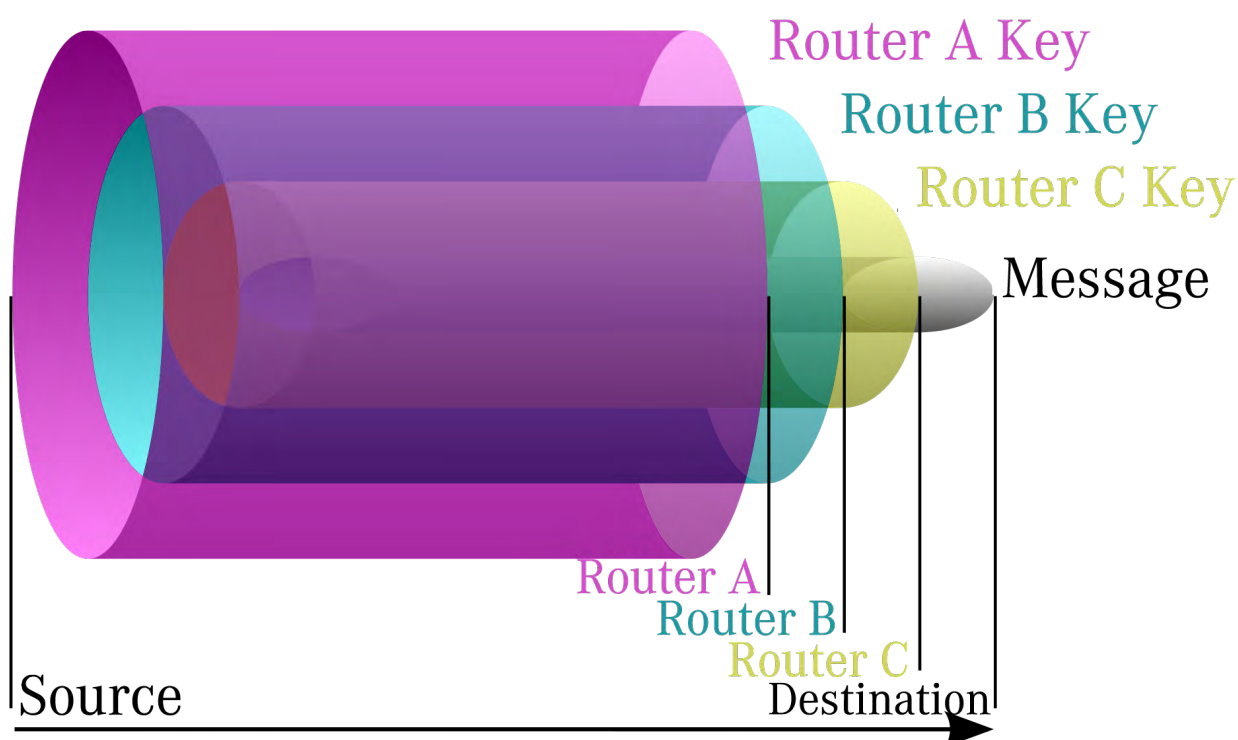 Router A Key
Router B Key
Router C Key
Message
Router A
Router B
Router C
Source
Destination